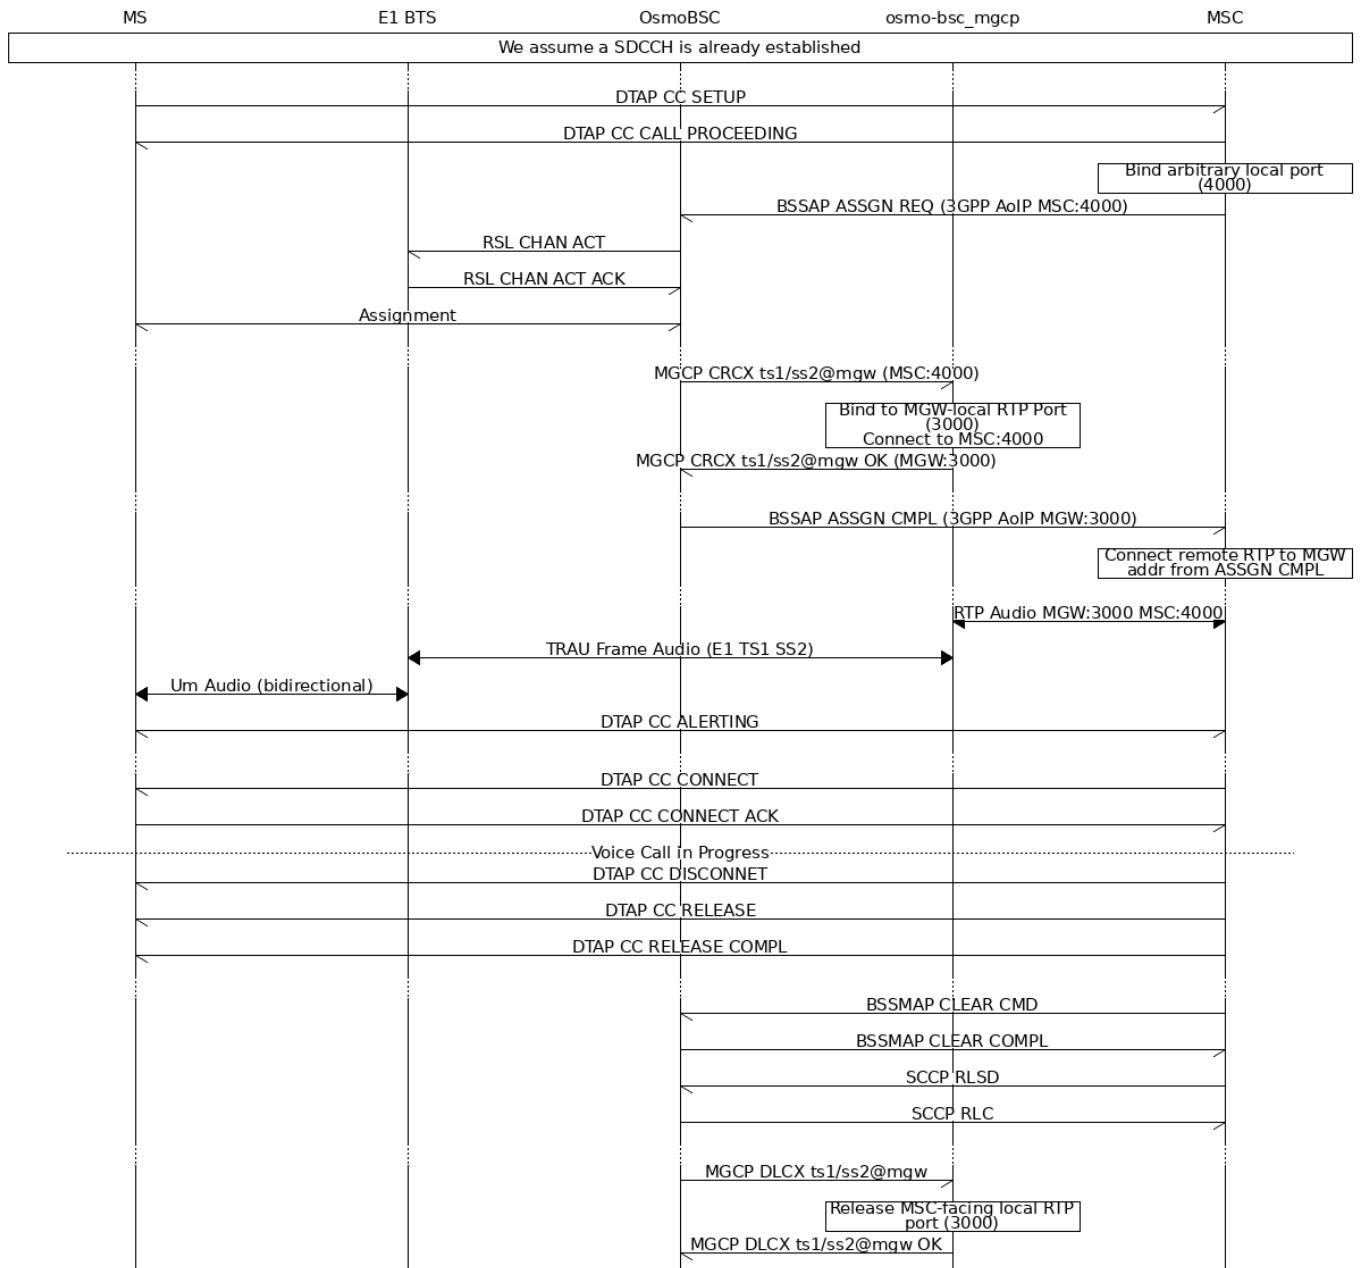 MS E1 BTS OsmoBSC osmo-bsc_mgcp MSC
We assume a SDCCH is already established
DTAP CC SETUP
DTAP CC CALL PROCEEDING
Bind arbitrary local port
(4000)
BSSAP ASSGN REQ (3GPP AoIP MSC:4000)
RSL CHAN ACT
RSL CHAN ACT ACK
Assignment
MGCP CRCX ts1/ss2@mgw (MSC:4000)
Bind to MGW-local RTP Port
(3000)
Connect to MSC:4000
MGCP CRCX ts1/ss2@mgw OK (MGW:3000)
BSSAP ASSGN CMPL (3GPP AoIP MGW:3000)
Connect remote RTP to MGW
addr from ASSGN CMPL
RTP Audio MGW:3000 MSC:4000
TRAU Frame Audio (E1 TS1 SS2)
Um Audio (bidirectional)
DTAP CC ALERTING
DTAP CC CONNECT
DTAP CC CONNECT ACK
Voice Call in Progress
DTAP CC DISCONNET
DTAP CC RELEASE
DTAP CC RELEASE COMPL
BSSMAP CLEAR CMD
BSSMAP CLEAR COMPL
SCCP RLSD
SCCP RLC
MGCP DLCX ts1/ss2@mgw
Release MSC-facing local RTP
port (3000)
MGCP DLCX ts1/ss2@mgw OK